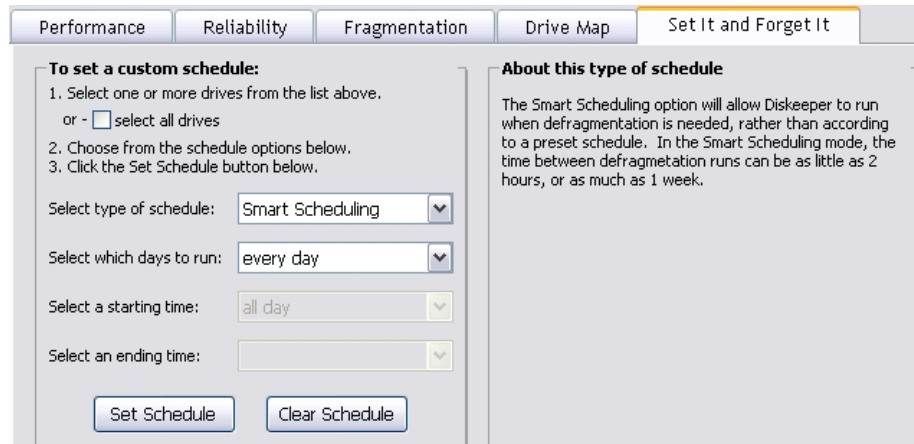 Performance
Reliability
Fragmentation
Drive Map
Set It and Forget It
To set a custom schedule:
1. Select one or more drives from the list above.
or - select all drives
2. Choose from the schedule options below.
3. Click the Set Schedule button below.
Select type of schedule: Smart Scheduling
Select which days to run: every day
Select a starting time: all day
Select an ending time:
Set Schedule
Clear Schedule
About this type of schedule
The Smart Scheduling option will allow Diskeeper to run
when defragmentation is needed, rather than according
to a preset schedule. In the Smart Scheduling mode, the
time between defragmetation runs can be as little as 2
hours, or as much as 1 week.